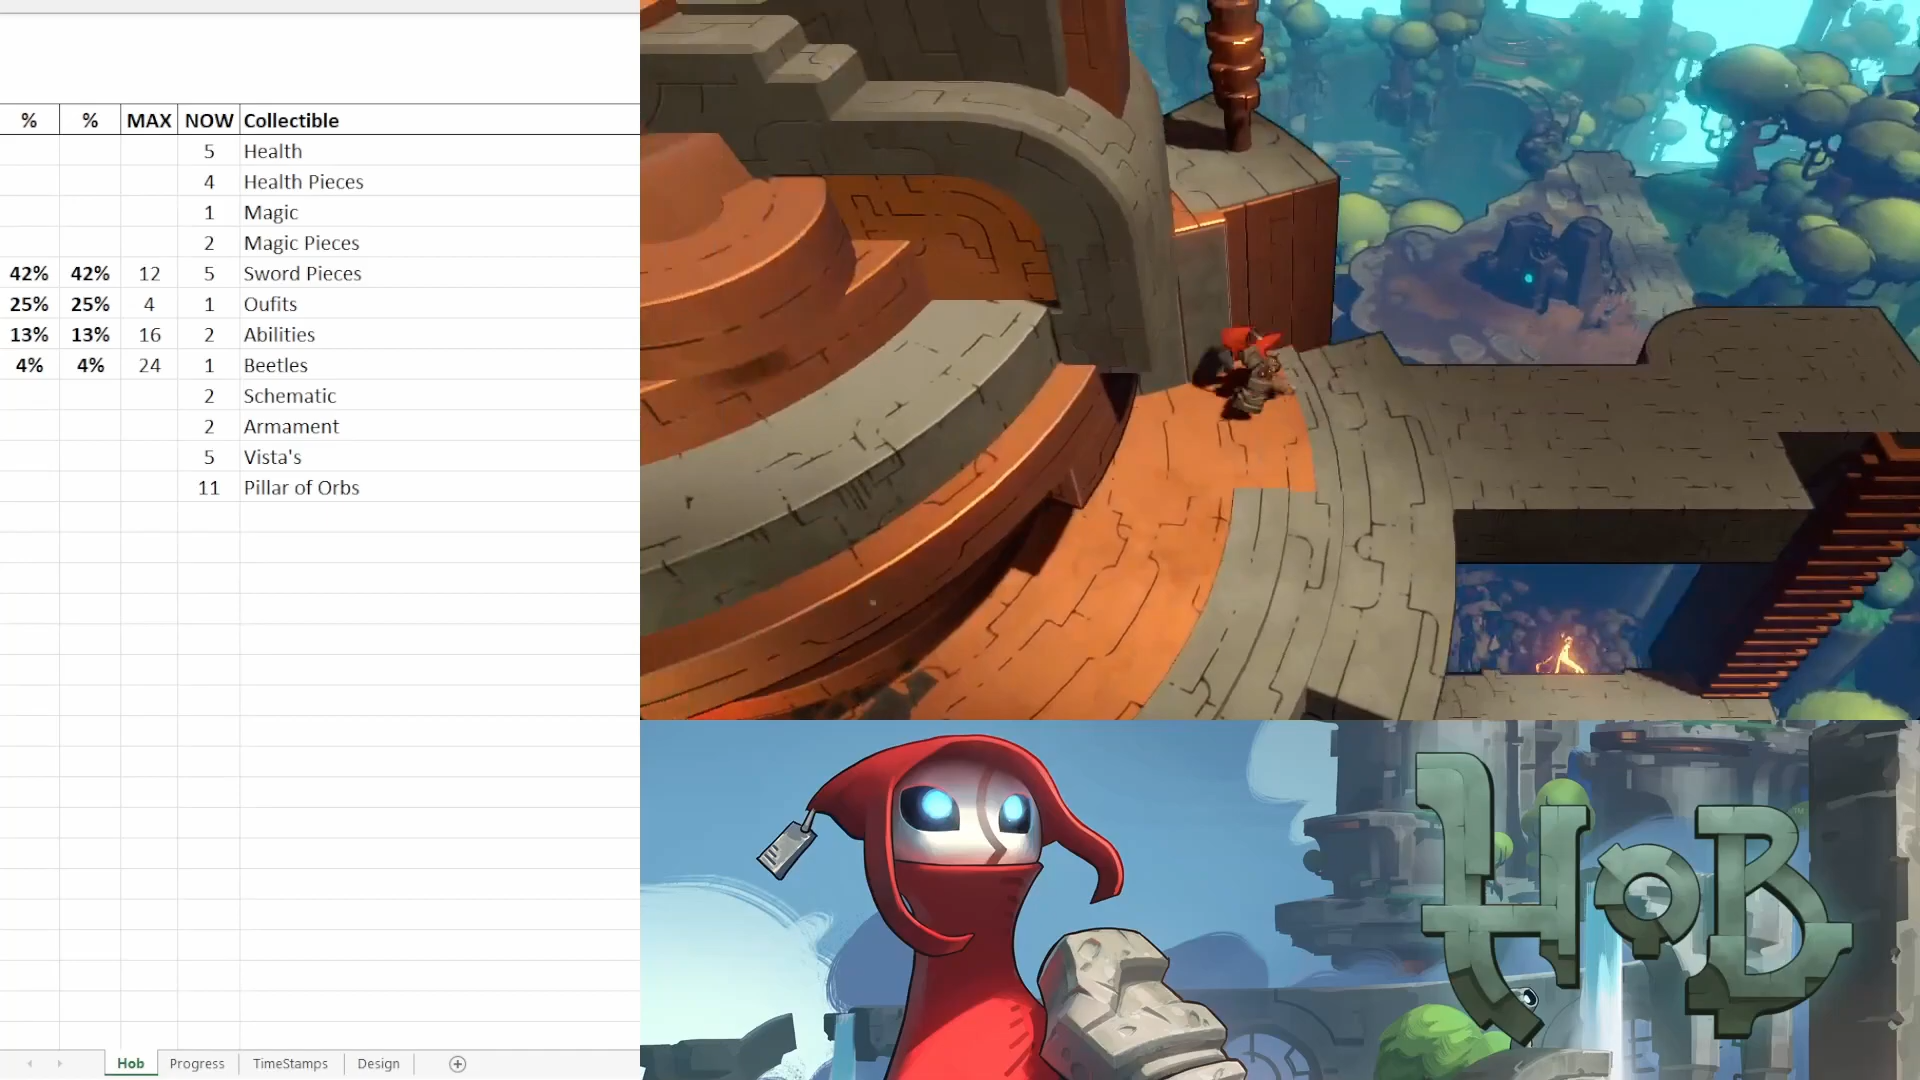 % % MAX NOW Collectible
5 Health
4 Health Pieces
1 Magic
2 Magic Pieces
42% 42% 12 5 Sword Pieces
25% 25% 4 1 Oufits
13% 13% 16 2 Abilities
4% 4% 24 1 Beetles
2 Schematic
2 Armament
5 Vista's
11 Pillar of Orbs
HOB
Hob Progress TimeStamps Design